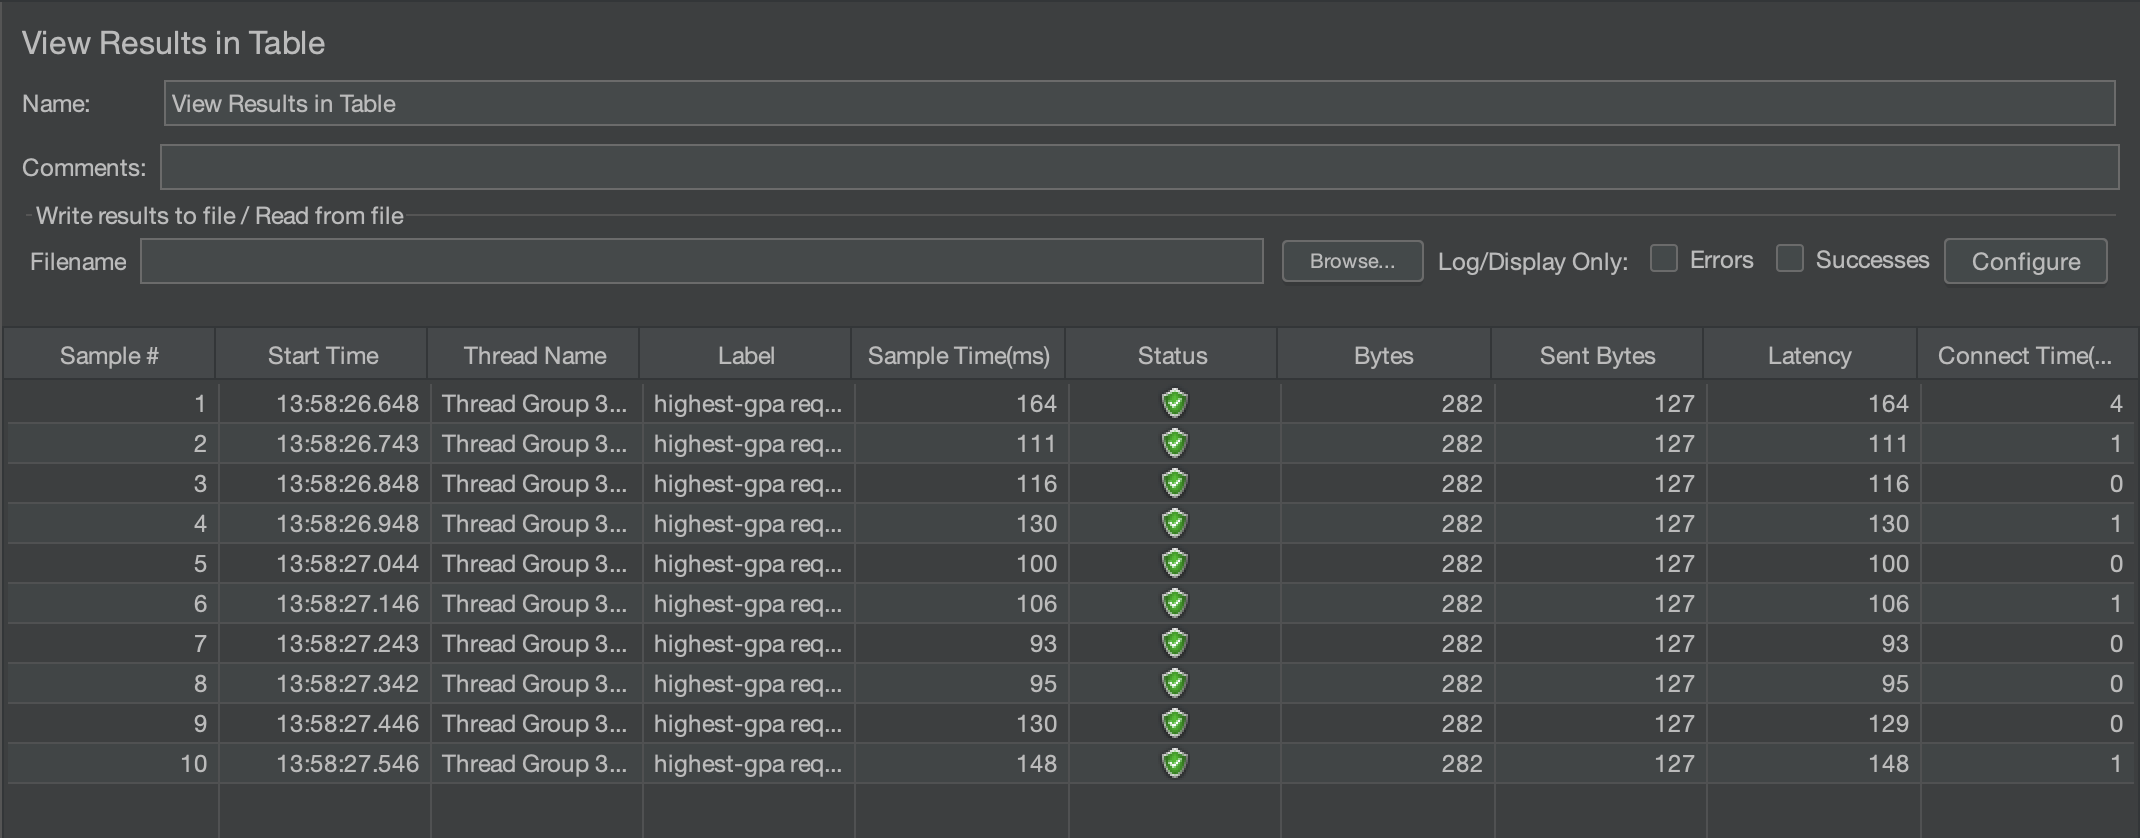 View Results in Table
Name: View Results in Table
Comments:
Write results to file / Read from file
Filename Browse... Log/Display Only: Errors Successes Configure
Sample # Start Time Thread Name Label Sample Time(ms) Status Bytes Sent Bytes Latency Connect Time(...
1 13:58:26.648 Thread Group 3... highest-gpa req... 164 282 127 164 4
2 13:58:26.743 Thread Group 3... highest-gpa req... 111 282 127 111 1
3 13:58:26.848 Thread Group 3... highest-gpa req... 116 282 127 116 0
4 13:58:26.948 Thread Group 3... highest-gpa req... 130 282 127 130 1
5 13:58:27.044 Thread Group 3... highest-gpa req... 100 282 127 100 0
6 13:58:27.146 Thread Group 3... highest-gpa req... 106 282 127 106 1
7 13:58:27.243 Thread Group 3... highest-gpa req... 93 282 127 93 0
8 13:58:27.342 Thread Group 3... highest-gpa req... 95 282 127 95 0
9 13:58:27.446 Thread Group 3... highest-gpa req... 130 282 127 129 0
10 13:58:27.546 Thread Group 3... highest-gpa req... 148 282 127 148 1